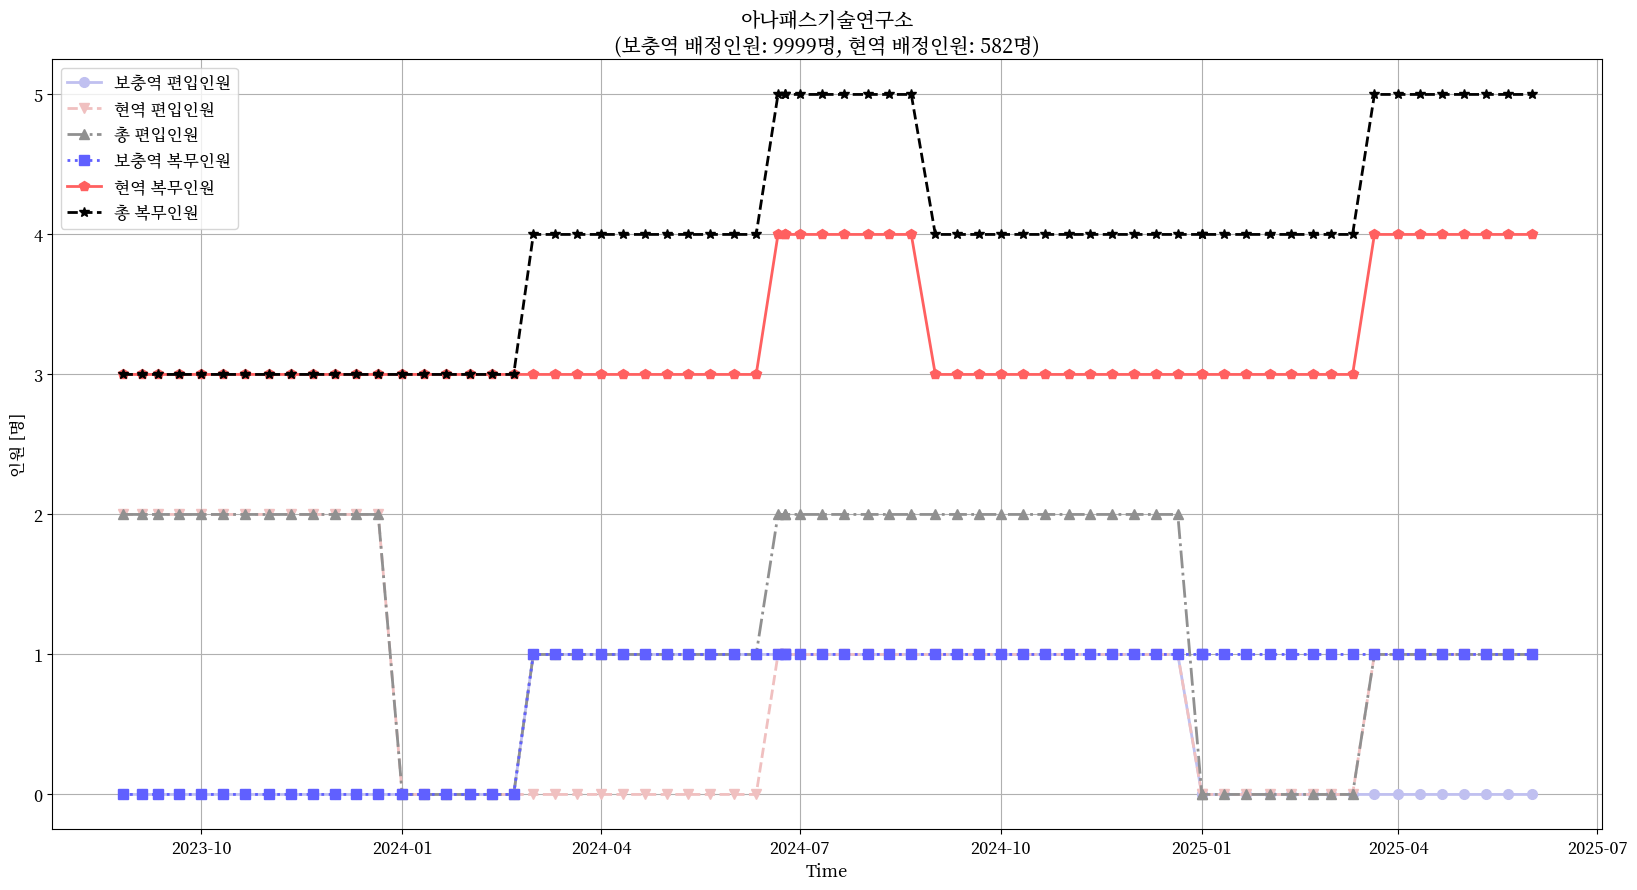 아나패스기술연구소
(보충역 배정인원: 9999명, 현역 배정인원: 582명)
보충역 편입인원
현역 편입인원
총 편입인원
보충역 복무인원
현역 복무인원
총 복무인원
인원 [명]
5
4
3
2
1
0
2023-10
2024-01
2024-04
2024-07
2024-10
2025-01
2025-04
2025-07
Time